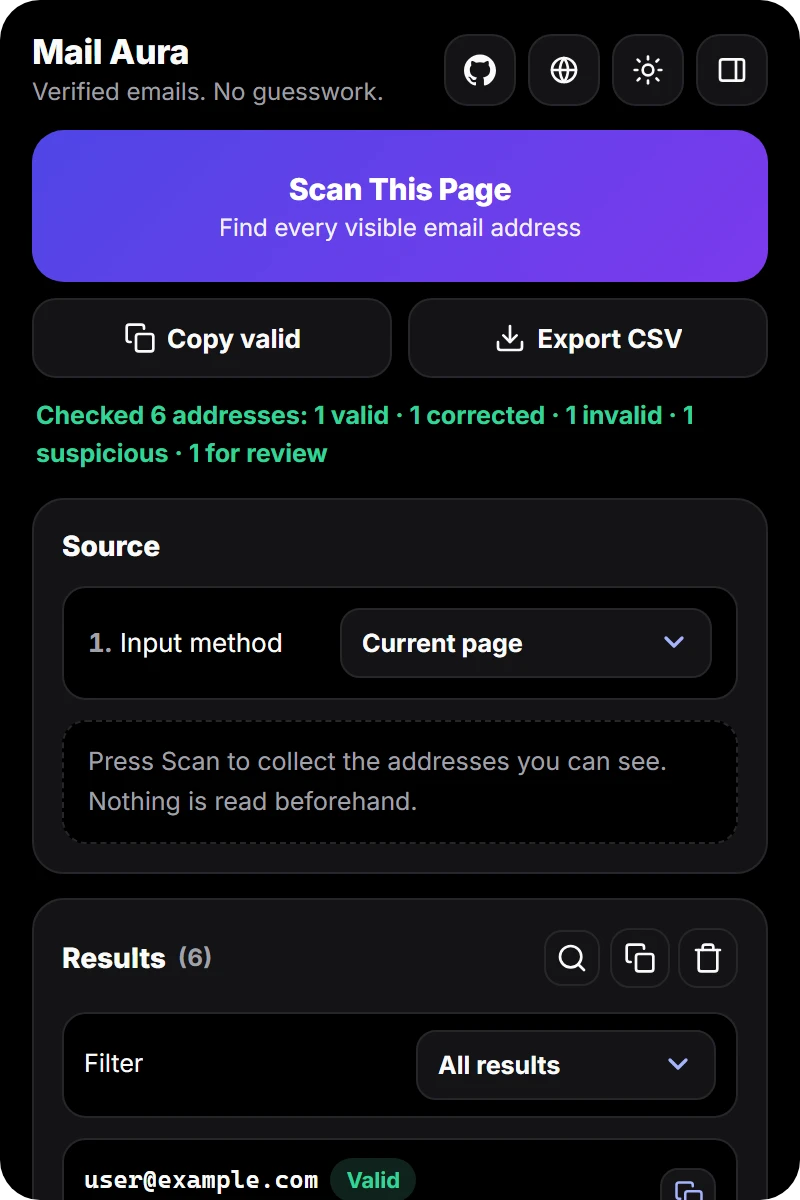 Mail Aura
Verified emails. No guesswork.
Scan This Page
Find every visible email address
Copy valid
Export CSV
Checked 6 addresses: 1 valid · 1 corrected · 1 invalid · 1
suspicious · 1 for review
Source
1. Input method
Current page
Press Scan to collect the addresses you can see.
Nothing is read beforehand.
Results (6)
Filter
All results
user@example.com Valid